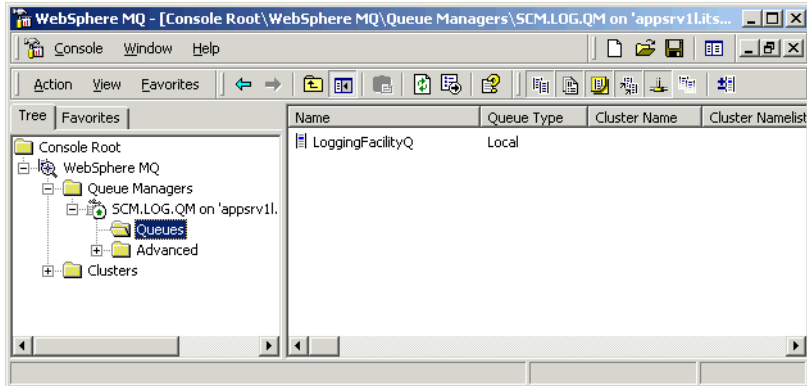 WebSphere MQ - [Console Root\WebSphere MQ\Queue Managers\SCM.LOG.QM on 'appsrv1l.its...
Console Window Help
Action View Favorites
Tree Favorites
Console Root
WebSphere MQ
Queue Managers
SCM.LOG.QM on 'appsrv1l.
Queues
Advanced
Clusters
Name Queue Type Cluster Name Cluster Namelist
LoggingFacilityQ Local